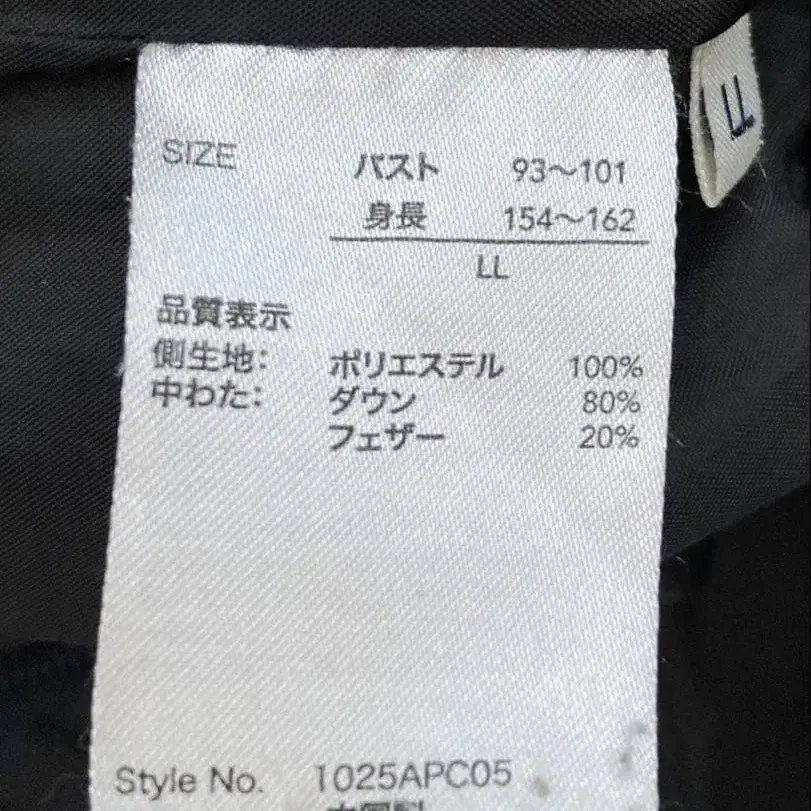 SIZE バスト 93～101
身長 154～162
LL
品質表示
側生地: ポリエステル 100%
中わた: ダウン 80%
フェザー 20%
Style No. 1025APC05
LL